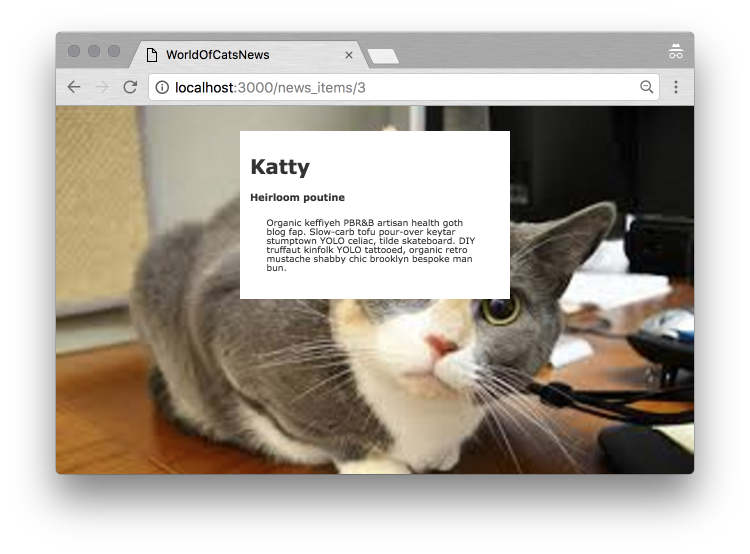 WorldOfCatsNews
localhost:3000/news_items/3
Katty
Heirloom poutine
Organic keffiyeh PBR&B artisan health goth
blog fap. Slow-carb tofu pour-over keytar
stumptown YOLO celiac, tilde skateboard. DIY
truffaut kinfolk YOLO tattooed, organic retro
mustache shabby chic brooklyn bespoke man
bun.